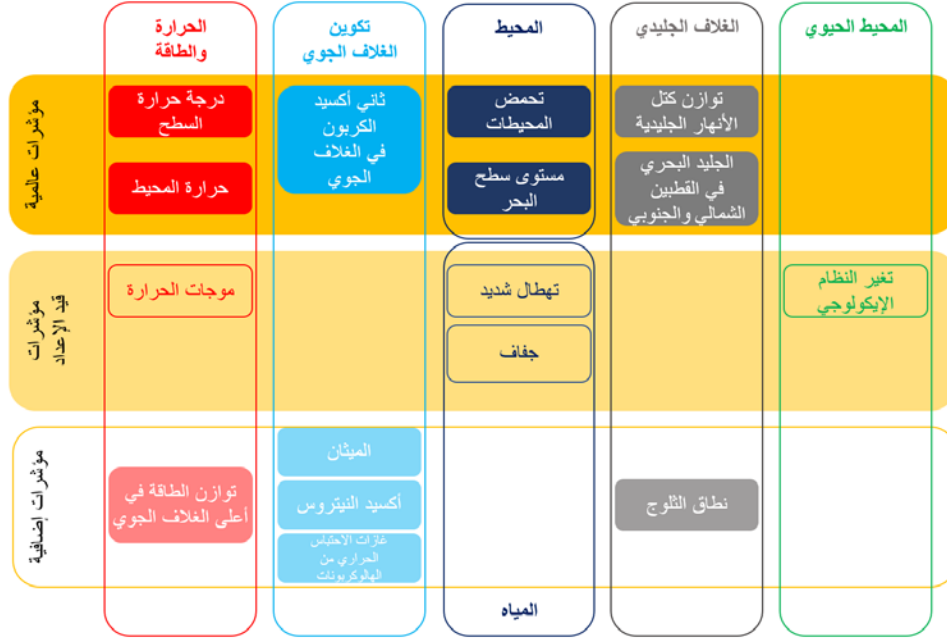 المحيط الحيوي
الغلاف الجليدي
المحيط
تكوين
الغلاف الجوي
الحرارة
والطاقة
مؤشرات عالمية
توازن كتل
الأنهار الجليدية
الجليد البحري
في القطبين
الشمالي والجنوبي
تحمض
المحيطات
مستوى سطح
البحر
ثاني أكسيد
الكربون
في الغلاف
الجوي
درجة حرارة
السطح
حرارة المحيط
مؤشرات
قيد الإعداد
تغير النظام
الإيكولوجي
تهطال شديد
جفاف
موجات الحرارة
مؤشرات إضافية
نطاق الثلوج
الميثان
أكسيد النيتروس
غازات الاحتباس
الحراري من
الهالوكربونات
توازن الطاقة في
أعلى الغلاف الجوي
المياه